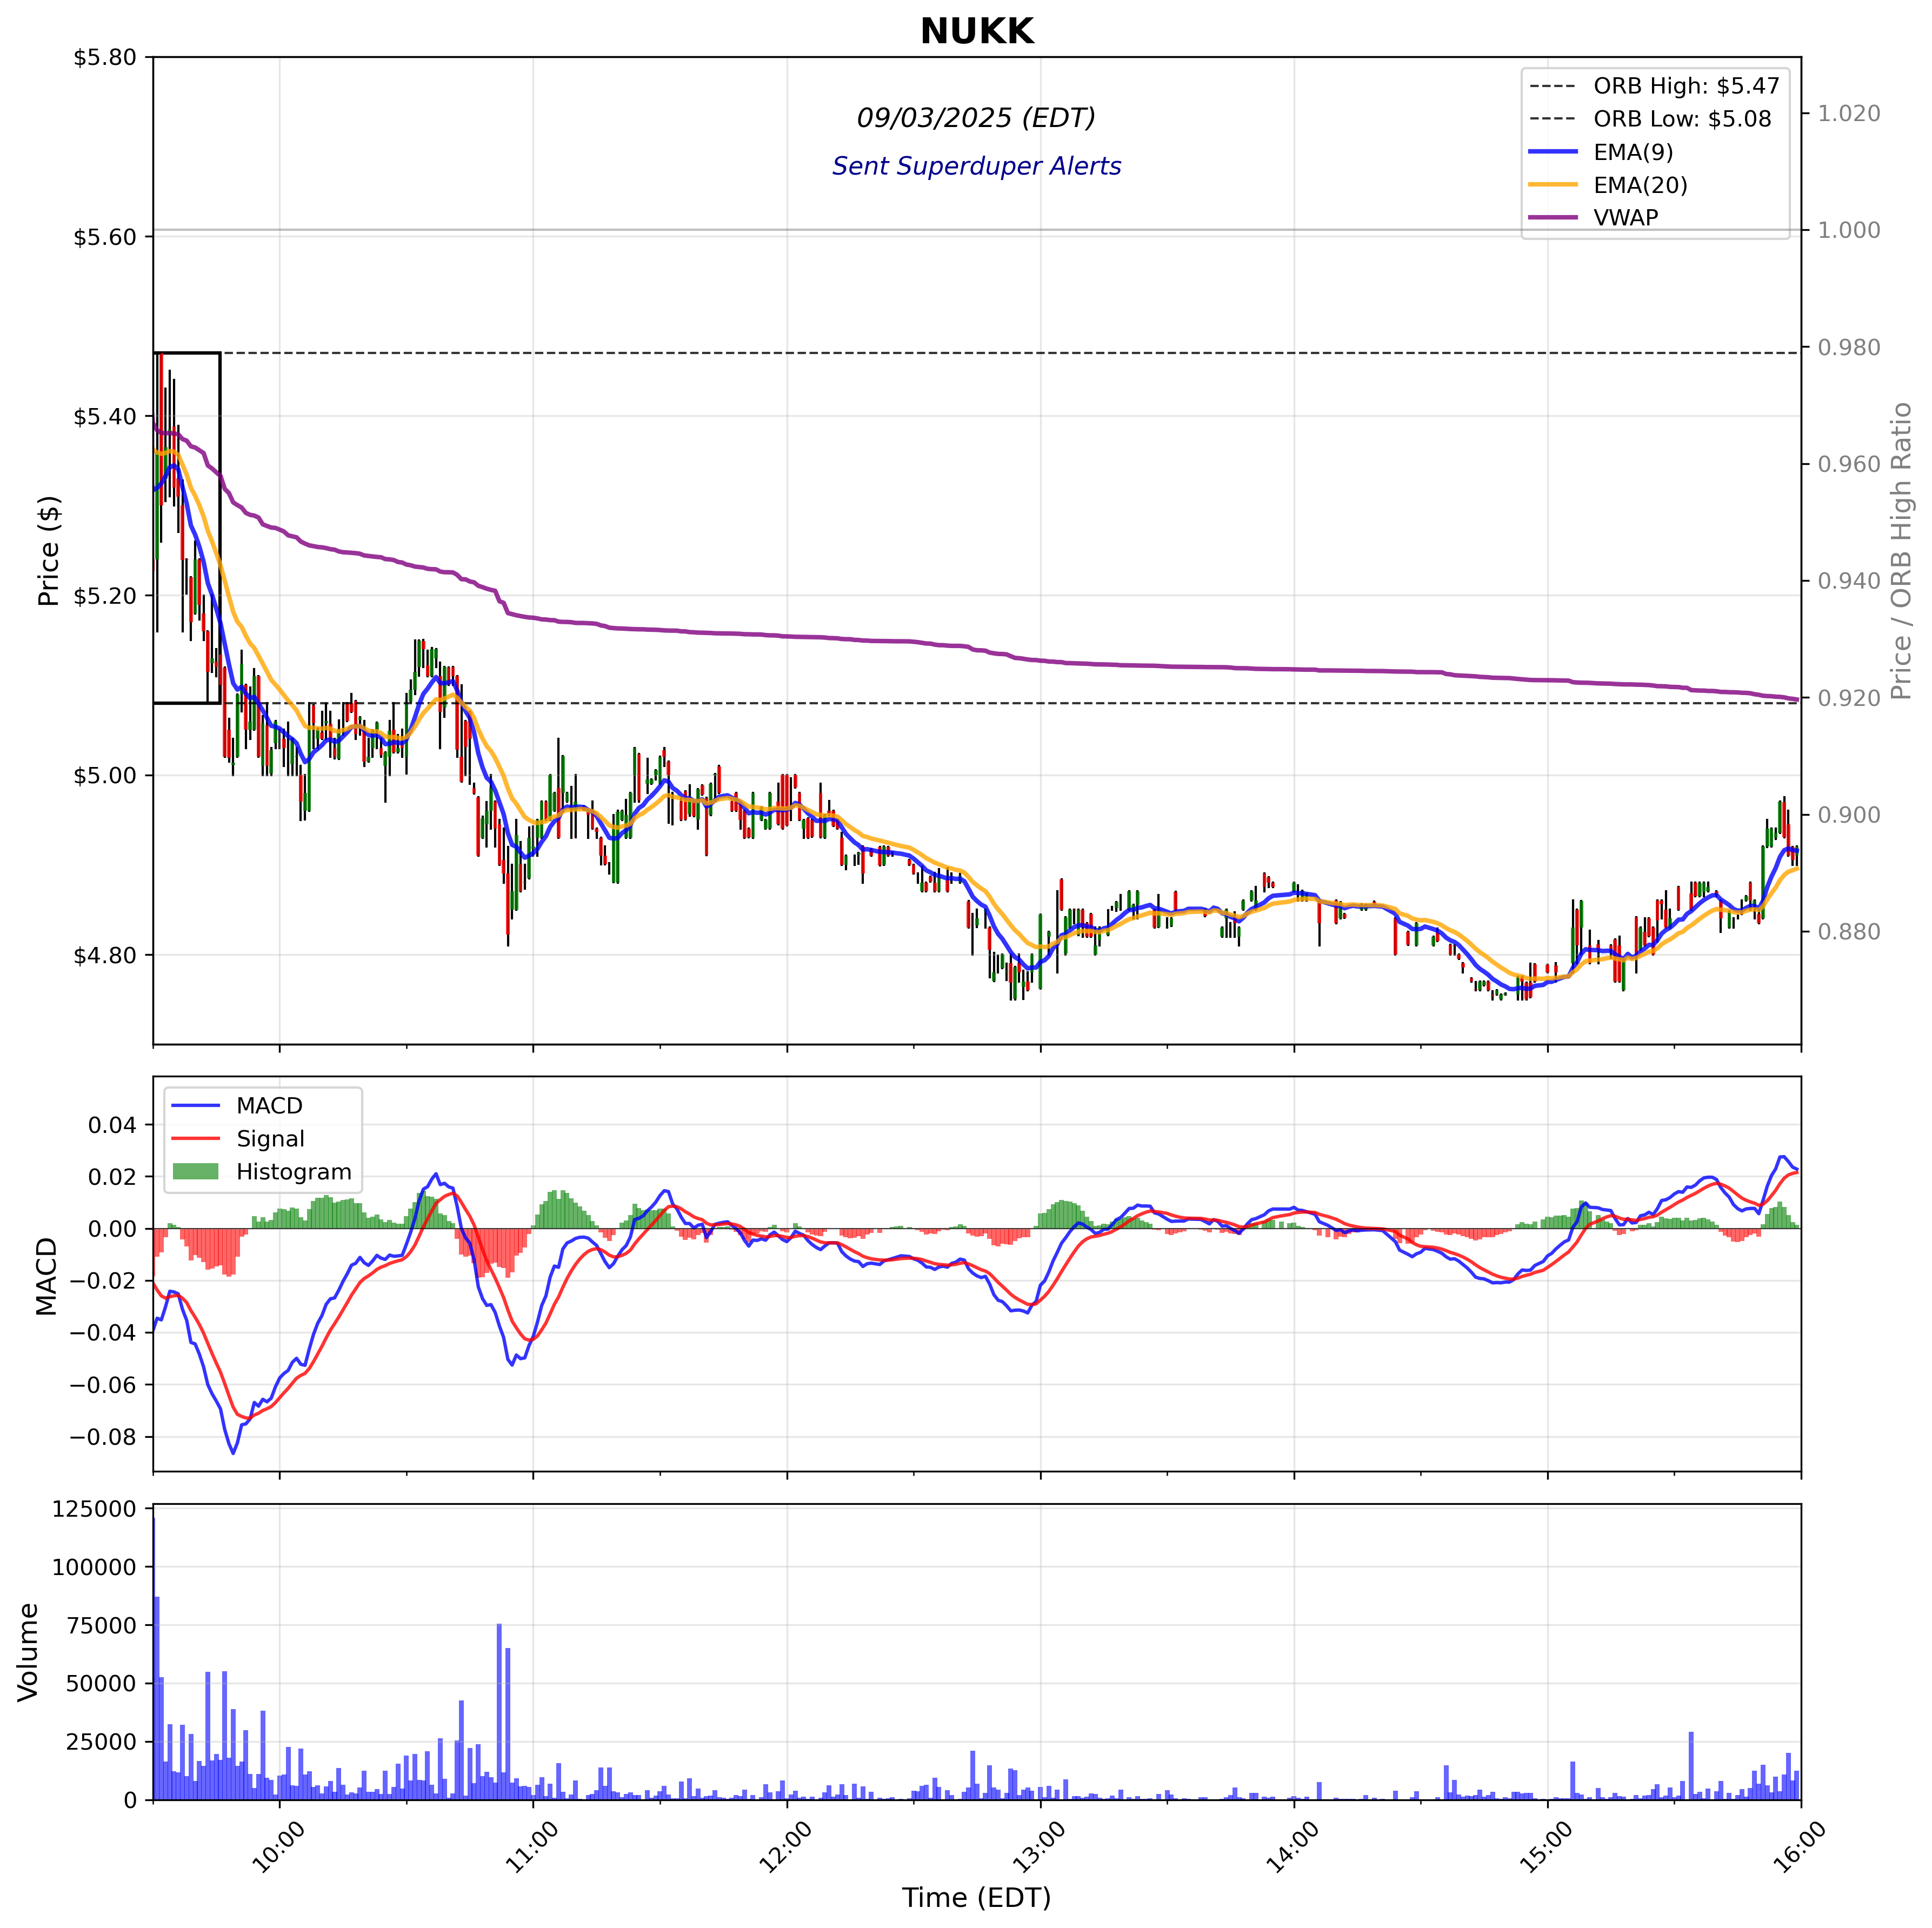 NUKK
09/03/2025 (EDT)
Sent Superduper Alerts
ORB High: $5.47
ORB Low: $5.08
EMA(9)
EMA(20)
VWAP
$5.80
$5.60
$5.40
$5.20
$5.00
$4.80
Price ($)
1.020
1.000
0.980
0.960
0.940
0.920
0.900
0.880
Price / ORB High Ratio
MACD
Signal
Histogram
0.04
0.02
0.00
−0.02
−0.04
−0.06
−0.08
MACD
125000
100000
75000
50000
25000
0
Volume
10:00
11:00
12:00
13:00
14:00
15:00
16:00
Time (EDT)